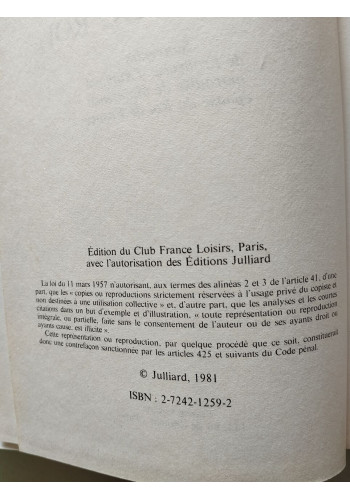 Édition du Club France Loisirs, Paris,
avec l'autorisation des Éditions Julliard
La loi du 11 mars 1957 n'autorisant, aux termes des alinéas 2 et 3 de l'article 41, d'une
part, que les « copies ou reproductions strictement réservées à l'usage privé du copiste et
non destinées à une utilisation collective » et, d'autre part, que les analyses et les courtes
citations dans un but d'exemple et d'illustration, « toute représentation ou reproduction
intégrale, ou partielle, faite sans le consentement de l'auteur ou de ses ayants droit ou
ayants cause, est illicite ».
Cette représentation ou reproduction, par quelque procédé que ce soit, constituerait
donc une contrefaçon sanctionnée par les articles 425 et suivants du Code pénal.
© Julliard, 1981
ISBN : 2-7242-1259-2